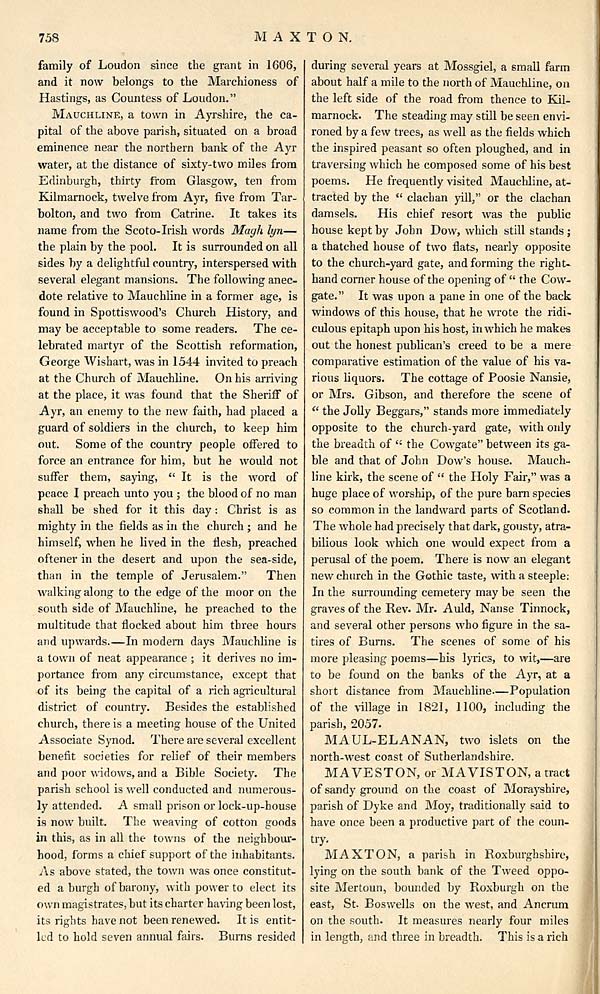 758
MAXTON.
family of Loudon since the grant in 1606,
and it now belongs to the Marchioness of
Hastings, as Countess of Loudon."
MAUCHLINE, a town in Ayrshire, the ca-
pital of the above parish, situated on a broad
eminence near the northern bank of the Ayr
water, at the distance of sixty-two miles from
Edinburgh, thirty from Glasgow, ten from
Kilmarnock, twelve from Ayr, five from Tar-
bolton, and two from Catrine. It takes its
name from the Scoto-Irish words Magh lyn—
the plain by the pool. It is surrounded on all
sides by a delightful country, interspersed with
several elegant mansions. The following anec-
dote relative to Mauchline in a former age, is
found in Spottiswood's Church History, and
may be acceptable to some readers. The ce-
lebrated martyr of the Scottish reformation,
George Wishart, was in 1544 invited to preach
at the Church of Mauchline. On his arriving
at the place, it was found that the Sheriff of
Ayr, an enemy to the new faith, had placed a
guard of soldiers in the church, to keep him
out. Some of the country people offered to
force an entrance for him, but he would not
suffer them, saying, " It is the word of
peace I preach unto you ; the blood of no man
shall be shed for it this day : Christ is as
mighty in the fields as in the church ; and he
himself, when he lived in the flesh, preached
oftener in the desert and upon the sea-side,
than in the temple of Jerusalem." Then
walking along to the edge of the moor on the
south side of Mauchline, he preached to the
multitude that flocked about him three hours
and upwards.—In modern days Mauchline is
a town of neat appearance ; it derives no im-
portance from any circumstance, except that
of its being the capital of a rich agricultural
district of country. Besides the established
church, there is a meeting house of the United
Associate Synod. There are several excellent
benefit societies for relief of their members
and poor widows, and a Bible Society. The
parish school is well conducted and numerous-
ly attended. A small prison or lock-up-house
is now built. The weaving of cotton goods
in this, as in all the towns of the neighbour-
hood, forms a chief support of the inhabitants.
As above stated, the town was once constitut-
ed a burgh of barony, with power to elect its
own magistrates, but its charter having been lost,
its rights have not been renewed. It is entit-
led to hold seven annual fairs. Burns resided
during several years at Mossgiel, a small farm
about half a mile to the north of Mauchline, on
the left side of the road from thence to Kil-
marnock. The steading may still be seen envi-
roned by a few trees, as well as the fields which
the inspired peasant so often ploughed, and in
traversing which he composed some of his best
poems. He frequently visited Mauchline, at-
tracted by the " clachan yill," or the clachan
damsels. His chief resort was the public
house kept by John Dow, which still stands ;
a thatched house of two flats, nearly opposite
to the church-yard gate, and forming the right-
hand corner house of the opening of " the Cow-
gate." It was upon a pane in one of the back
windows of this house, that he wrote the ridi-
culous epitaph upon his host, in which he makes
out the honest publican's creed to be a mere
comparative estimation of the value of his va-
rious liquors. The cottage of Poosie Nansie,
or Mrs. Gibson, and therefore the scene of
" the Jolly Beggars," stands more immediately
opposite to the church-yard gate, with only
the breadth of " the Cowgate" between its ga-
ble and that of John Dow's house. Mauch-
line kirk, the scene of " the Holy Fair," was a
huge place of worship, of the pure barn species
so common in the landward parts of Scotland.
The whole had precisely that dark, gousty, atra-
bilious look which one would expect from a
perusal of the poem. There is now an elegant
new church in the Gothic taste, with a steeple.
In the surrounding cemetery may be seen the
graves of the Rev. Mr. Auld, Nanse Tinnock,
and several other persons who figure in the sa-
tires of Burns. The scenes of some of his
more pleasing poems—his lyrics, to wit,—are
to be found on the banks of the Ayr, at a
short distance from Mauchline.—Population
of the village in 1821, 1100, including the
parish, 2057.
MAUL-ELANAN, two islets on the
north-west coast of Sutherlandshire.
MAVESTON, or MAVISTON, a tract
of sandy ground on the coast of Morayshire,
parish of Dyke and Moy, traditionally said to
have once been a productive part of the coun-
try.
MAXTON, a parish in Roxburghshire,
lying on the south bank of the Tweed oppo-
site Mertoun, bounded by Roxburgh on the
east, St. Boswells on the west, and Ancrum
on the south. It measures nearly four miles
in length, and three in breadth. This is a rich